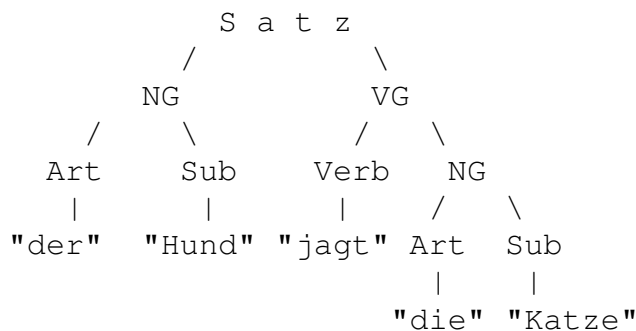 S a t z
NG VG
Art Sub Verb NG
"der" "Hund" "jagt" Art Sub
"die" "Katze"